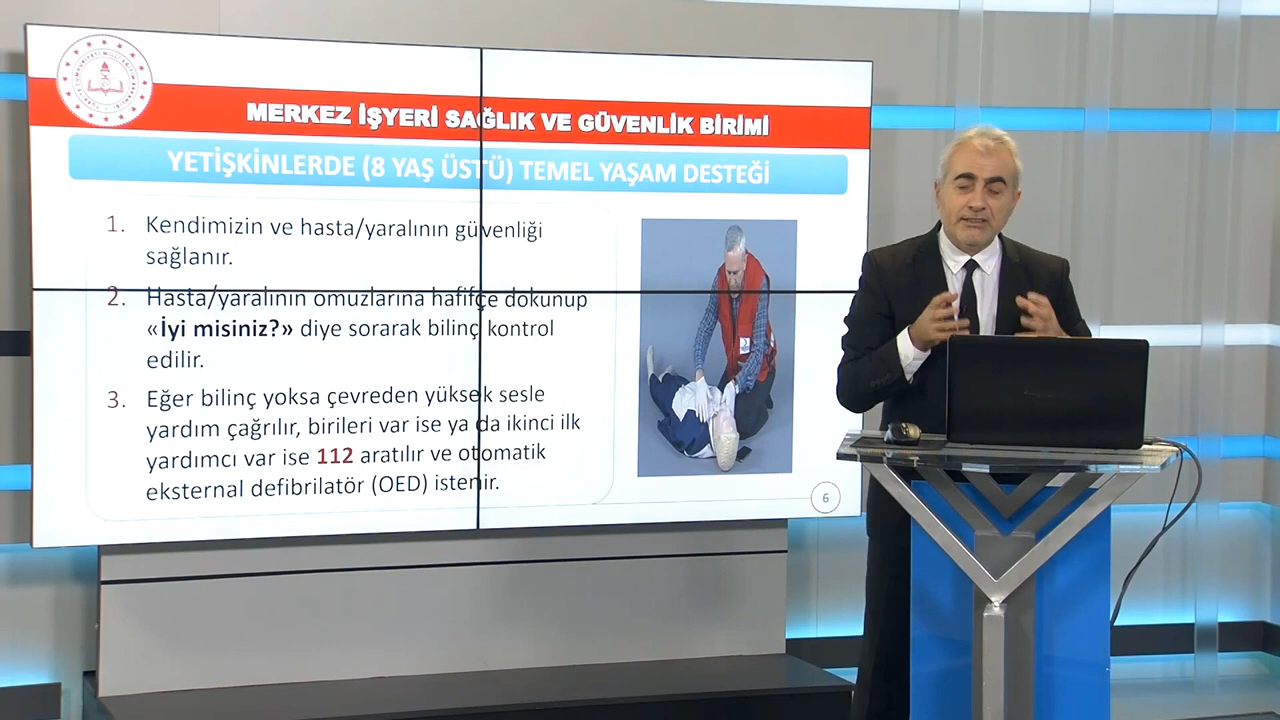 MERKEZ İŞYERİ SAĞLIK VE GÜVENLİK BİRİMİ
YETİŞKİNLERDE (8 YAŞ ÜSTÜ) TEMEL YAŞAM DESTEĞİ
1. Kendimizin ve hasta/yaralının güvenliği
sağlanır.
2. Hasta/yaralının omuzlarına hafifçe dokunup
«İyi misiniz?» diye sorarak bilinç kontrol
edilir.
3. Eğer bilinç yoksa çevreden yüksek sesle
yardım çağrılır, birileri var ise ya da ikinci ilk
yardımcı var ise 112 aratılır ve otomatik
eksternal defibrilatör (OED) istenir.
6